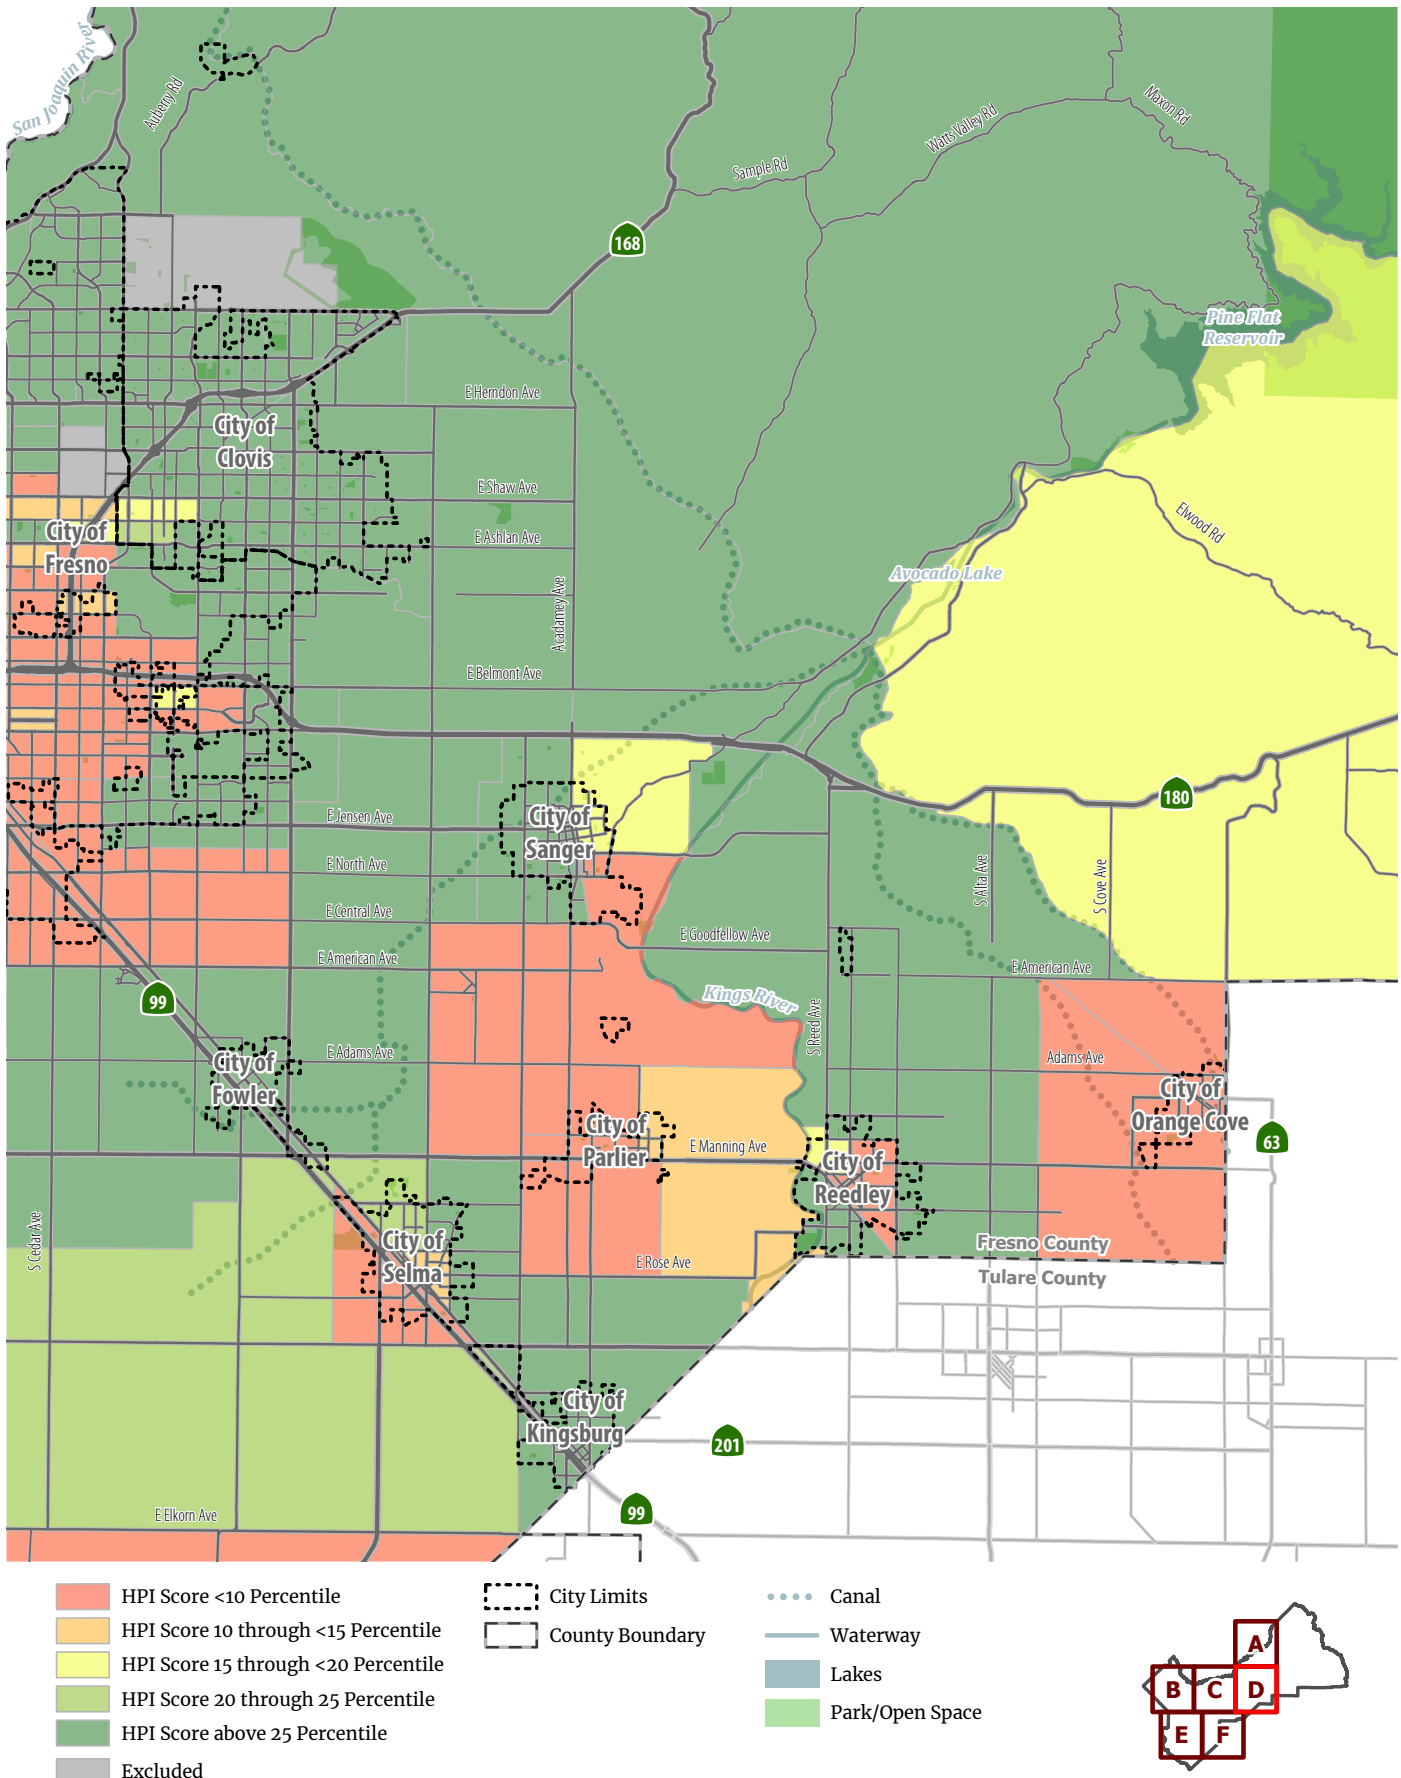 San Joaquin River
Auberry Rd
Sample Rd
Watts Valley Rd
Maxon Rd
168
Pine Flat
Reservoir
E Herndon Ave
City of
Clovis
E Shaw Ave
City of
Fresno
E Ashlan Ave
Elwood Rd
Avocado Lake
Acadamey Ave
E Belmont Ave
180
City of
Sanger
E Jensen Ave
E North Ave
S Alta Ave
S Cove Ave
E Central Ave
E Goodfellow Ave
E American Ave
E American Ave
99
Kings River
S Reed Ave
E Adams Ave
Adams Ave
City of
Fowler
City of
Orange Cove
City of
Parlier
E Manning Ave
63
City of
Reedley
S Cedar Ave
City of
Selma
Fresno County
E Rose Ave
Tulare County
City of
Kingsburg
201
E Elkorn Ave
99
HPI Score <10 Percentile
HPI Score 10 through <15 Percentile
HPI Score 15 through <20 Percentile
HPI Score 20 through 25 Percentile
HPI Score above 25 Percentile
Excluded
City Limits
County Boundary
Canal
Waterway
Lakes
Park/Open Space
A
B
C
D
E
F